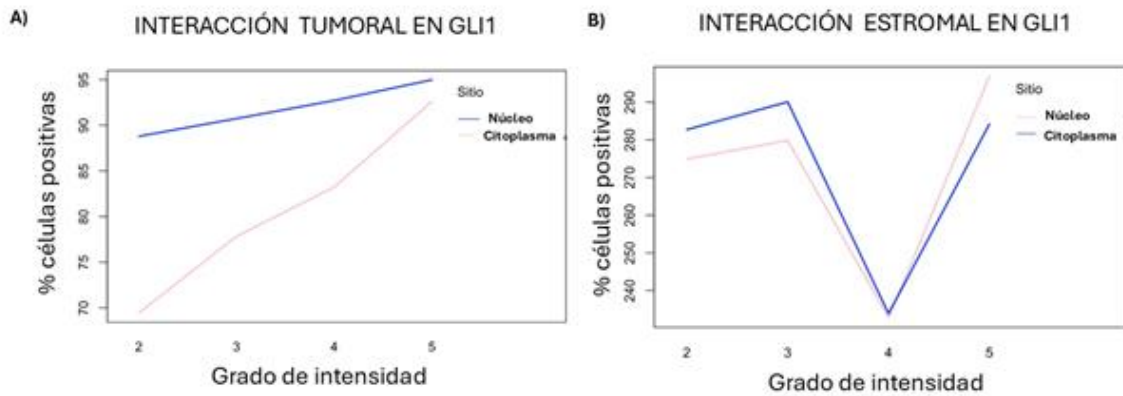 A)
INTERACCIÓN TUMORAL EN GLI1
% células positivas
95
90
85
80
75
70
Sitio
Núcleo
Citoplasma
2 3 4 5
Grado de intensidad
B)
INTERACCIÓN ESTROMAL EN GLI1
% células positivas
290
280
270
260
250
240
Sitio
Núcleo
Citoplasma
2 3 4 5
Grado de intensidad